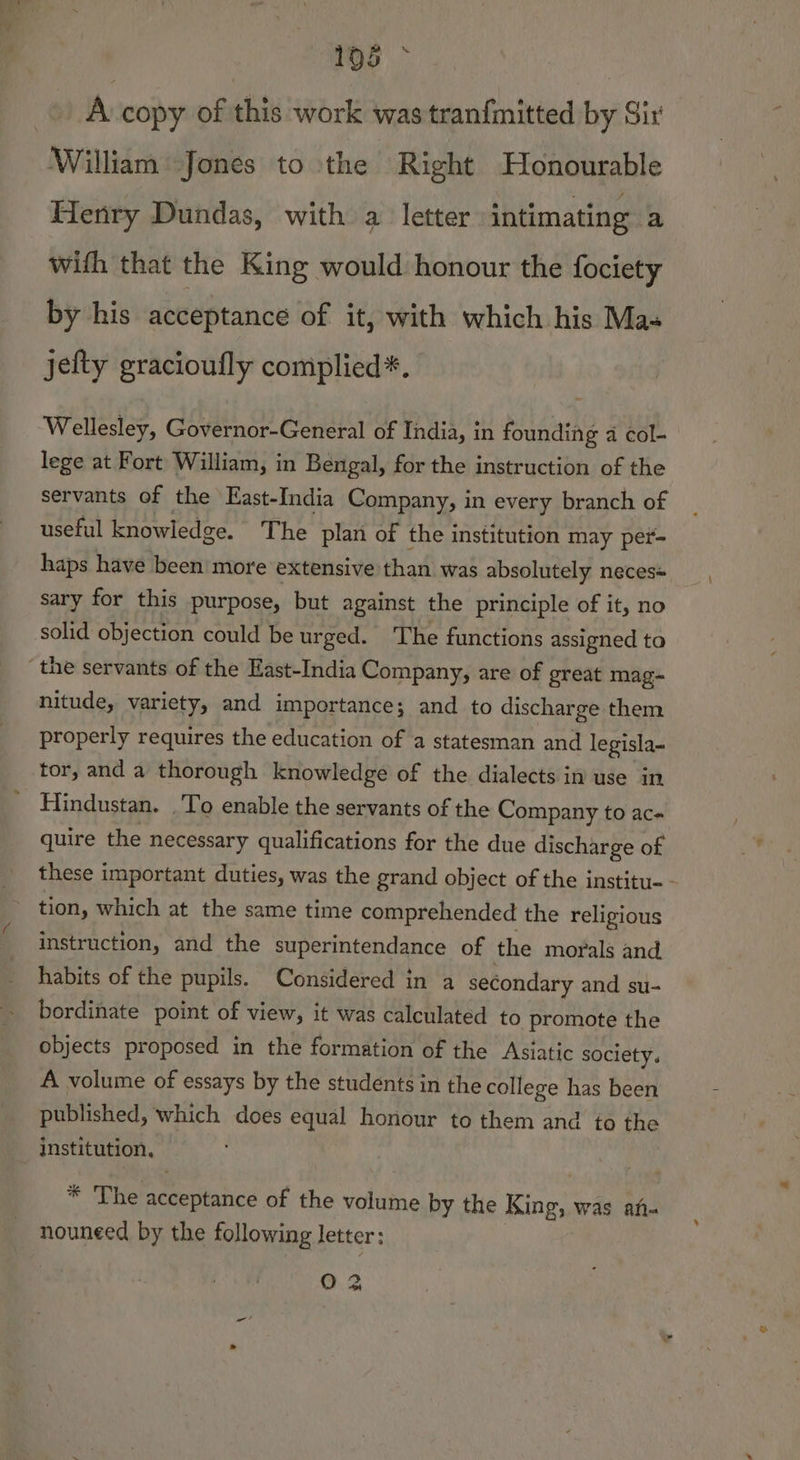 195
A copy of this work was tranſmitted by Sir
William Jones to the Right Honourable
Henry Dundas, with a letter intimating a
wiſh that the King would honour the ſociety
by his acceptance of it, with which his Ma-
jeſty graciouſly complied*.
Wellesley, Governor-General of India, in founding a col-
lege at Fort William, in Bengal, for the instruction of the
servants of the East-India Company, in every branch of
useful knowledge. The plan of the institution may per-
haps have been more extensive than was absolutely neces-
sary for this purpose, but against the principle of it, no
solid objection could be urged. The functions assigned to
the servants of the East-India Company, are of great mag-
nitude, variety, and importance; and to discharge them
properly requires the education of a statesman and legisla-
tor, and a thorough knowledge of the dialects in use in
Hindustan. To enable the servants of the Company to ac-
quire the necessary qualifications for the due discharge of
these important duties, was the grand object of the institu-
tion, which at the same time comprehended the religious
instruction, and the superintendance of the morals and
habits of the pupils. Considered in a secondary and su-
bordinate point of view, it was calculated to promote the
objects proposed in the formation of the Asiatic society.
A volume of essays by the students in the college has been
published, which does equal honour to them and to the
institution.
* The acceptance of the volume by the King, was an-
nounced by the following letter:
O 2